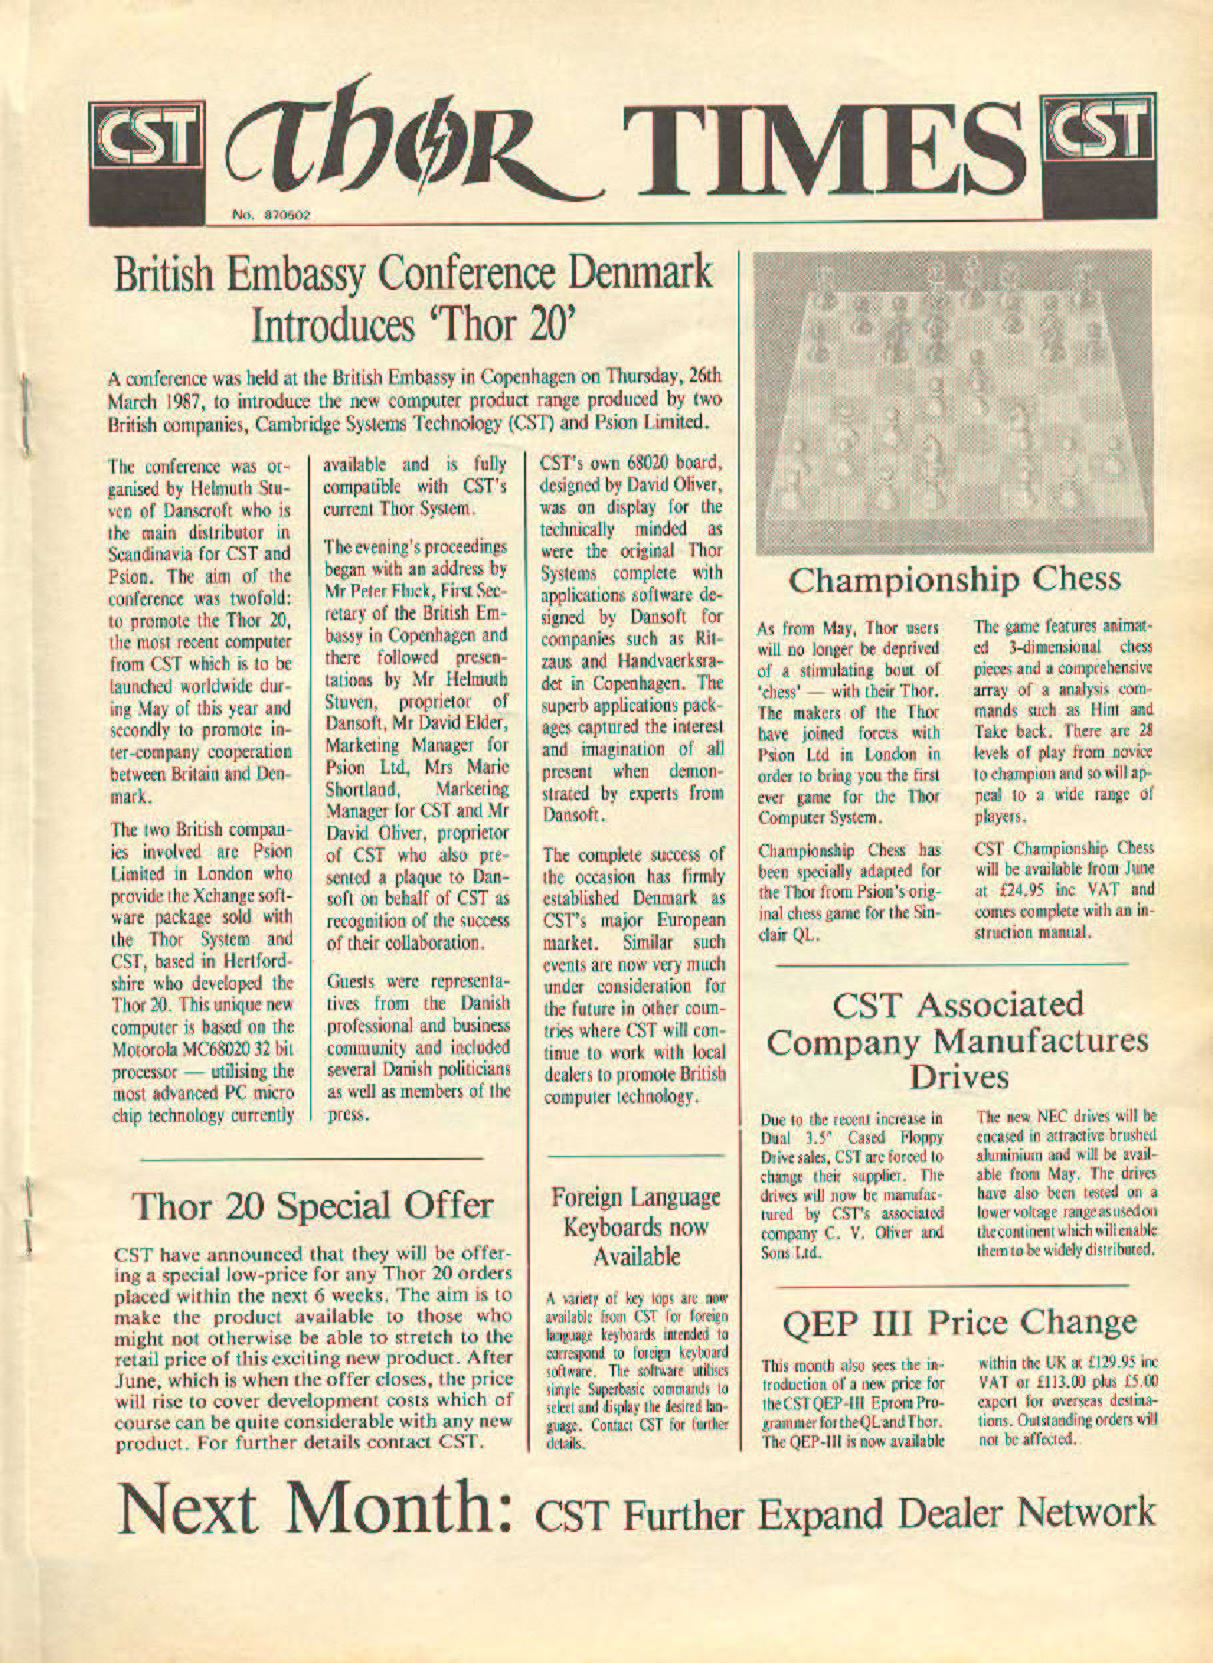 CST
Thor TIMES
CST
No. 870502
British Embassy Conference Denmark
Introduces ‘Thor 20’
A conference was held at the British Embassy in Copenhagen on Thursday, 26th
March 1987, to introduce the new computer product range produced by two
British companies, Cambridge Systems Technology (CST) and Psion Limited.
The conference was or-
ganised by Helmuth Stu-
ven of Danscroft who is
the main distributor in
Scandinavia for CST and
Psion. The aim of the
conference was twofold:
to promote the Thor 20,
the most recent computer
from CST which is to be
launched worldwide dur-
ing May of this year and
secondly to promote in-
ter-company cooperation
between Britain and Den-
mark.
The two British compan-
ies involved are Psion
Limited in London who
provide the Xchange soft-
ware package sold with
the Thor System and
CST, based in Hertford-
shire who developed the
Thor 20. This unique new
computer is based on the
Motorola MC68020 32 bit
processor — utilising the
most advanced PC micro
chip technology currently
available and is fully
compatible with CST's
current Thor System.
The evening's proceedings
began with an address by
Mr Peter Fluck, First Sec-
retary of the British Em-
bassy in Copenhagen and
there followed presen-
tations by Mr Helmuth
Stuven, proprietor of
Dansoft, Mr David Elder,
Marketing Manager for
Psion Ltd, Mrs Marie
Shortland, Marketing
Manager for CST and Mr
David Oliver, proprietor
of CST who also pre-
sented a plaque to Dan-
soft on behalf of CST as
recognition of the success
of their collaboration.
Guests were representa-
tives from the Danish
professional and business
community and included
several Danish politicians
as well as members of the
press.
CST's own 68020 board,
designed by David Oliver,
was on display for the
technically minded as
were the original Thor
Systems complete with
applications software de-
signed by Dansoft for
companies such as Rit-
zaus and Handvaerksra-
det in Copenhagen. The
superb applications pack-
ages captured the interest
and imagination of all
present when demon-
strated by experts from
Dansoft.
The complete success of
the occasion has firmly
established Denmark as
CST's major European
market. Similar such
events are now very much
under consideration for
the future in other coun-
tries where CST will con-
tinue to work with local
dealers to promote British
computer technology.
Championship Chess
As from May, Thor users
will no longer be deprived
of a stimulating bout of
'chess' — with their Thor.
The makers of the Thor
have joined forces with
Psion Ltd in London in
order to bring you the first
ever game for the Thor
Computer System.
Championship Chess has
been specially adapted for
the Thor from Psion's orig-
inal chess game for the Sin-
clair QL.
The game features animat-
ed 3-dimensional chess
pieces and a comprehensive
array of a analysis com-
mands such as Hint and
Take back. There are 28
levels of play from novice
to champion and so will ap-
peal to a wide range of
players.
CST Championship Chess
will be available from June
at £24.95 inc VAT and
comes complete with an in-
struction manual.
CST Associated
Company Manufactures
Drives
Due to the recent increase in
Dual 3.5" Cased Floppy
Drive sales, CST are forced to
change their supplier. The
drives will now be manufac-
tured by CST's associated
company C. V. Oliver and
Sons Ltd.
The new NEC drives will be
encased in attractive brushed
aluminium and will be avail-
able from May. The drives
have also been tested on a
lower voltage range as used on
the continent which will enable
them to be widely distributed.
Thor 20 Special Offer
CST have announced that they will be offer-
ing a special low-price for any Thor 20 orders
placed within the next 6 weeks. The aim is to
make the product available to those who
might not otherwise be able to stretch to the
retail price of this exciting new product. After
June, which is when the offer closes, the price
will rise to cover development costs which of
course can be quite considerable with any new
product. For further details contact CST.
Foreign Language
Keyboards now
Available
A variety of key tops are now
available from CST for foreign
language keyboards intended to
correspond to foreign keyboard
software. The software utilises
simple Superbasic commands to
select and display the desired lan-
guage. Contact CST for further
details.
QEP III Price Change
This month also sees the in-
troduction of a new price for
the CST QEP-III Eprom Pro-
grammer for the QL and Thor.
The QEP-III is now available
within the UK at £129.95 inc
VAT or £113.00 plus £5.00
export for overseas destina-
tions. Outstanding orders will
not be affected.
Next Month: CST Further Expand Dealer Network